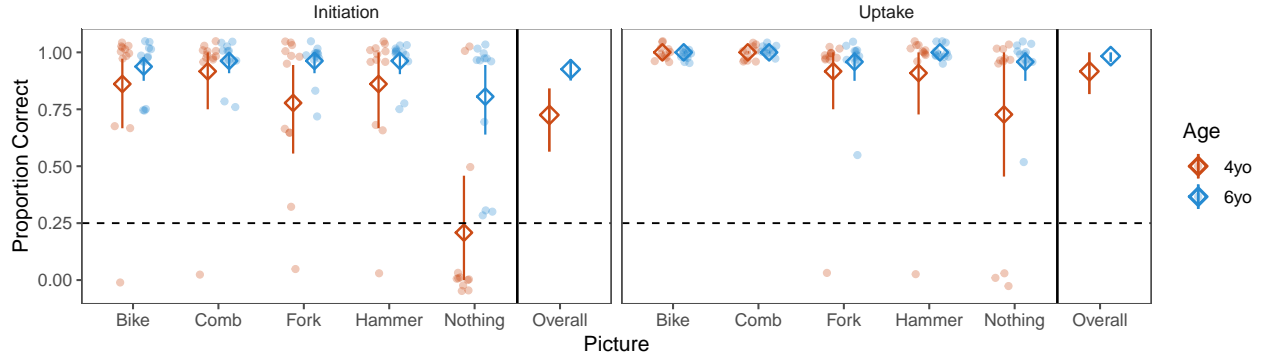 Initiation
Uptake
Proportion Correct
1.00
0.75
0.50
0.25
0.00
Bike Comb Fork Hammer Nothing Overall
Bike Comb Fork Hammer Nothing Overall
Picture
Age
4yo
6yo